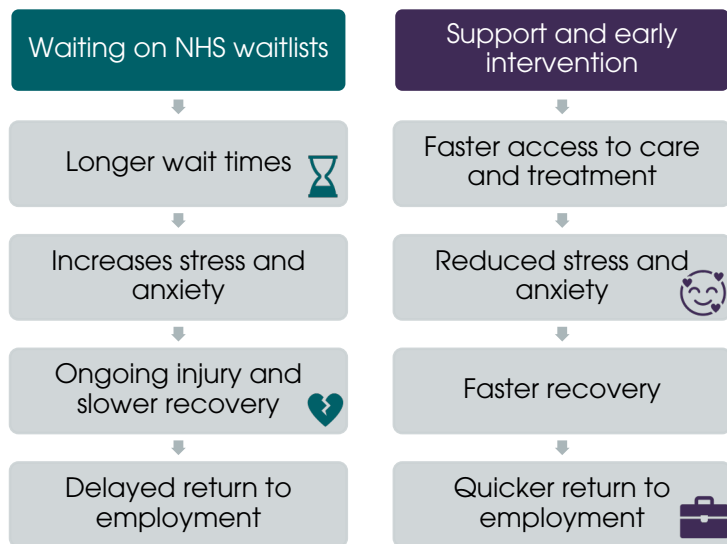 Waiting on NHS waitlists
Longer wait times
Increases stress and
anxiety
Ongoing injury and
slower recovery
Delayed return to
employment
Support and early
intervention
Faster access to care
and treatment
Reduced stress and
anxiety
Faster recovery
Quicker return to
employment